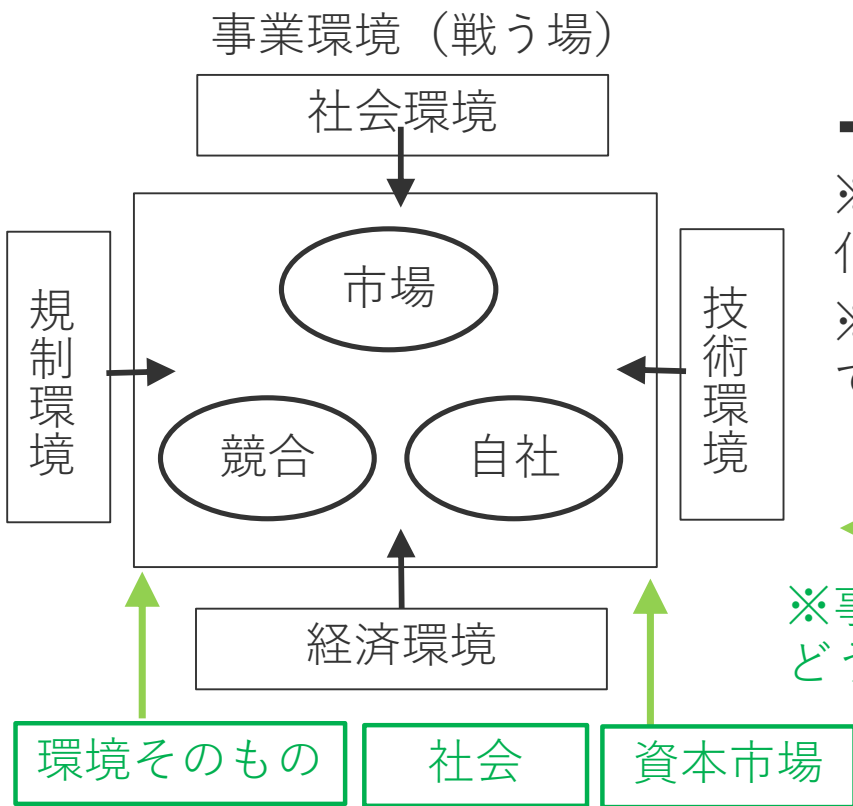 事業環境（戦う場）
社会環境
市場
規制環境
技術環境
競合
自社
経済環境
環境そのもの
社会
資本市場
※
※
※事
ど